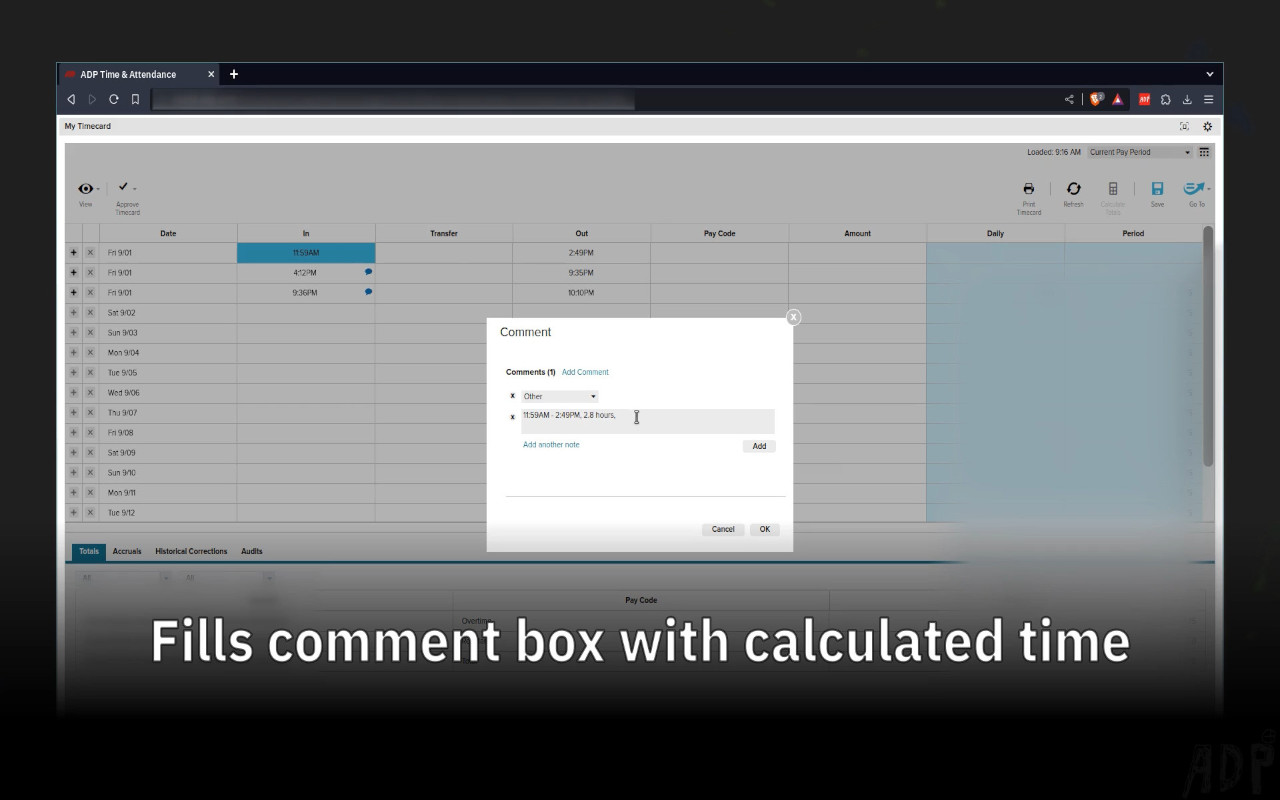 ADP Time & Attendance
ADP
My Timecard
Loaded: 9:16 AM Current Pay Period
View
Approve Timecard
Print Timecard
Refresh
Calculate Totals
Save
Go To
Date In Transfer Out Pay Code Amount Daily Period
+ x Fri 9/01 11:59AM 2:49PM
+ x Fri 9/01 4:12PM 9:35PM
+ x Fri 9/01 9:36PM 10:10PM
+ x Sat 9/02
+ x Sun 9/03
+ x Mon 9/04
+ x Tue 9/05
+ x Wed 9/06
+ x Thu 9/07
+ x Fri 9/08
+ x Sat 9/09
+ x Sun 9/10
+ x Mon 9/11
+ x Tue 9/12
x
Comment
Comments (1) Add Comment
x Other
x 11:59AM - 2:49PM, 2.8 hours,
Add another note Add
Cancel OK
Totals Accruals Historical Corrections Audits
All All
Pay Code
Overtime
Fills comment box with calculated time
ADP